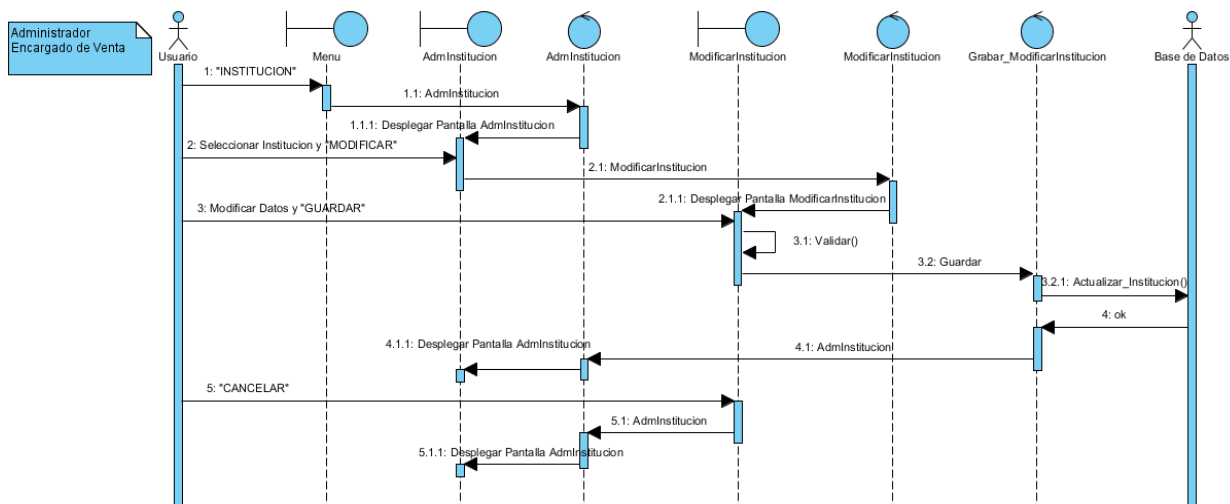 Administrador
Encargado de Venta
Usuario
Menu
AdmInstitucion
AdmInstitucion
ModificarInstitucion
ModificarInstitucion
Grabar_ModificarInstitucion
Base de Datos
1: "INSTITUCION"
1.1: AdmInstitucion
1.1.1: Desplegar Pantalla AdmInstitucion
2: Seleccionar Institucion y "MODIFICAR"
2.1: ModificarInstitucion
2.1.1: Desplegar Pantalla ModificarInstitucion
3: Modificar Datos y "GUARDAR"
3.1: Validar()
3.2: Guardar
3.2.1: Actualizar_Institucion()
4: ok
4.1: AdmInstitucion
4.1.1: Desplegar Pantalla AdmInstitucion
5: "CANCELAR"
5.1: AdmInstitucion
5.1.1: Desplegar Pantalla AdmInstitucion